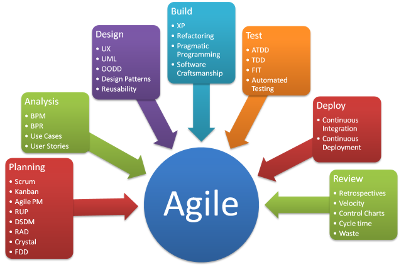 Planning
Scrum
Kanban
Agile PM
RUP
DSDM
RAD
Crystal
FDD
Analysis
BPM
BPR
Use Cases
User Stories
Design
UX
UML
OODD
Design Patterns
Reusability
Build
XP
Refactoring
Pragmatic
Programming
Software
Craftsmanship
Test
ATDD
TDD
FIT
Automated
Testing
Deploy
Continuous
Integration
Continuous
Deployment
Review
Retrospectives
Velocity
Control Charts
Cycle time
Waste
Agile